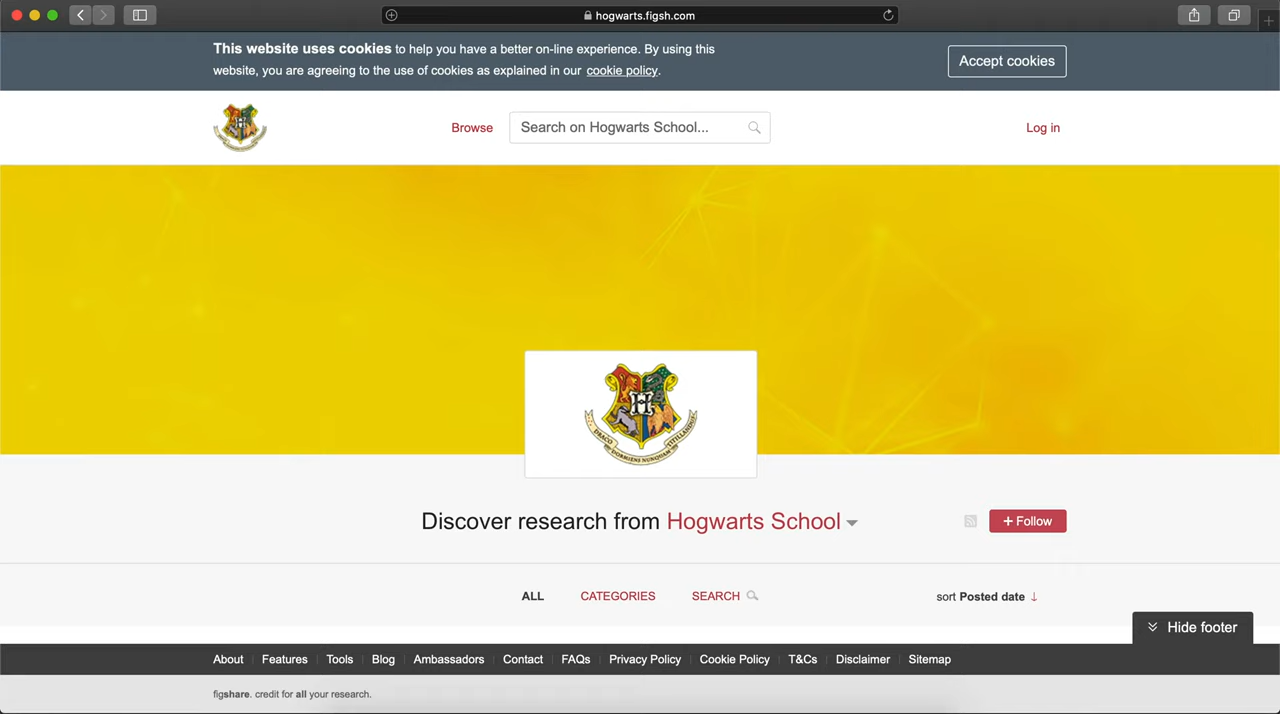 hogwarts.figsh.com
This website uses cookies to help you have a better on-line experience. By using this
website, you are agreeing to the use of cookies as explained in our cookie policy.
Accept cookies
Browse
Search on Hogwarts School...
Log in
H
DRACO DORMIENS NUNQUAM TITILLANDUS
Discover research from Hogwarts School
+ Follow
ALL
CATEGORIES
SEARCH
sort Posted date ↓
Hide footer
About
Features
Tools
Blog
Ambassadors
Contact
FAQs
Privacy Policy
Cookie Policy
T&Cs
Disclaimer
Sitemap
figshare. credit for all your research.